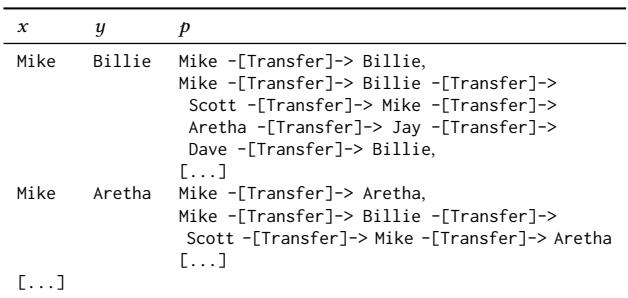 x y p
Mike Billie Mike -[Transfer]-> Billie,
Mike -[Transfer]-> Billie -[Transfer]->
Scott -[Transfer]-> Mike -[Transfer]->
Aretha -[Transfer]-> Jay -[Transfer]->
Dave -[Transfer]-> Billie,
[...]
Mike Aretha Mike -[Transfer]-> Aretha,
Mike -[Transfer]-> Billie -[Transfer]->
Scott -[Transfer]-> Mike -[Transfer]-> Aretha
[...]
[...]